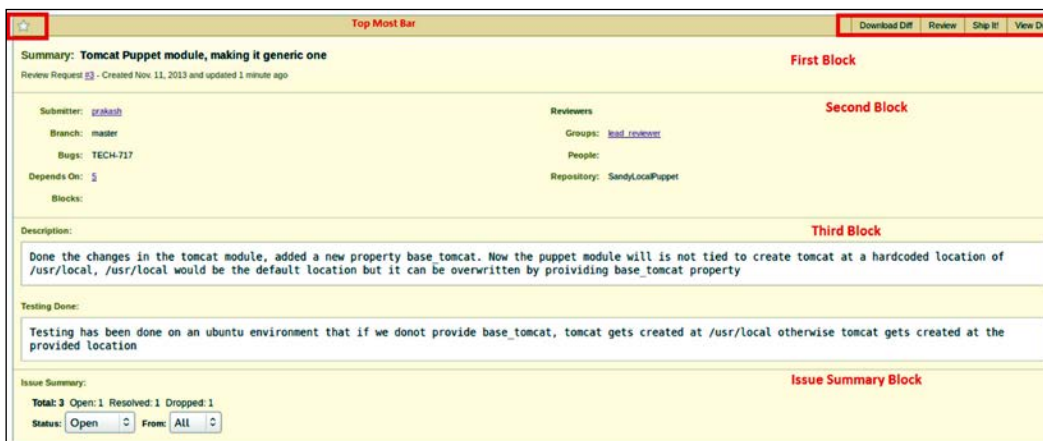 Top Most Bar
Download Diff Review Ship It! View D
Summary: Tomcat Puppet module, making it generic one
First Block
Review Request #3 - Created Nov. 11, 2013 and updated 1 minute ago
Second Block
Submitter: prakash
Reviewers
Branch: master
Groups: lead_reviewer
Bugs: TECH-717
People:
Depends On: 5
Repository: SandyLocalPuppet
Blocks:
Description:
Third Block
Done the changes in the tomcat module, added a new property base_tomcat. Now the puppet module will is not tied to create tomcat at a hardcoded location of
/usr/local, /usr/local would be the default location but it can be overwritten by proividing base_tomcat property
Testing Done:
Testing has been done on an ubuntu environment that if we donot provide base_tomcat, tomcat gets created at /usr/local otherwise tomcat gets created at the
provided location
Issue Summary:
Issue Summary Block
Total: 3 Open: 1 Resolved: 1 Dropped: 1
Status: Open From: All